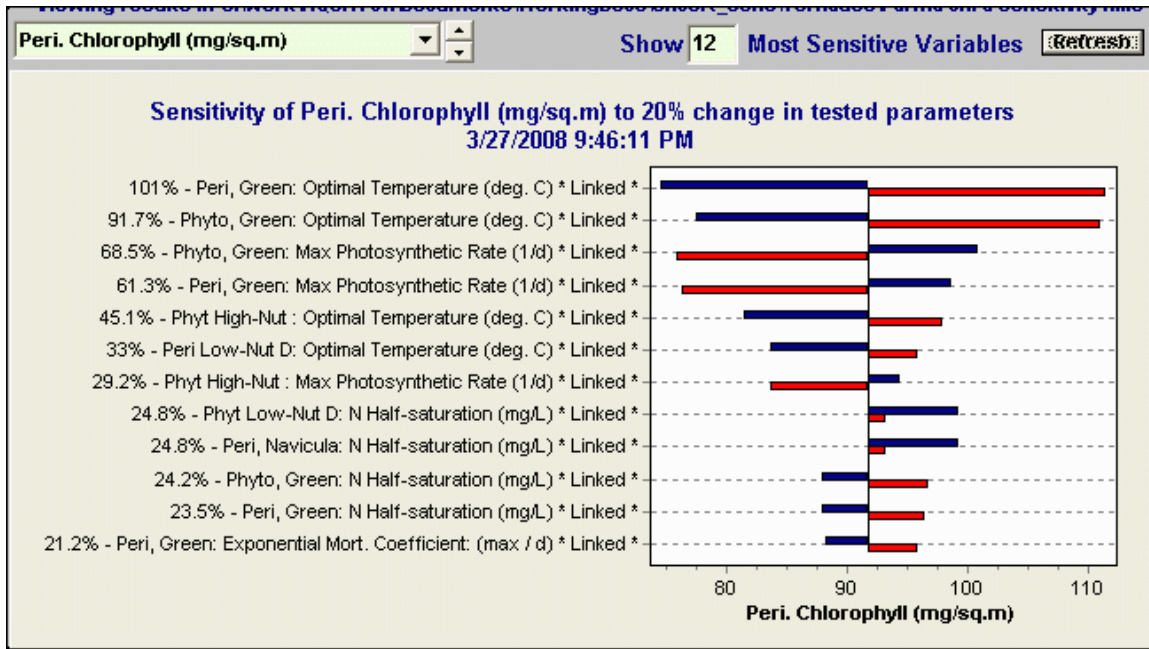 Peri. Chlorophyll (mg/sq.m)
Show 12 Most Sensitive Variables Refresh
Sensitivity of Peri. Chlorophyll (mg/sq.m) to 20% change in tested parameters
3/27/2008 9:46:11 PM
101% - Peri, Green: Optimal Temperature (deg. C) * Linked *
91.7% - Phyto, Green: Optimal Temperature (deg. C) * Linked *
68.5% - Phyto, Green: Max Photosynthetic Rate (1/d) * Linked *
61.3% - Peri, Green: Max Photosynthetic Rate (1/d) * Linked *
45.1% - Phyt High-Nut : Optimal Temperature (deg. C) * Linked *
33% - Peri Low-Nut D: Optimal Temperature (deg. C) * Linked *
29.2% - Phyt High-Nut : Max Photosynthetic Rate (1/d) * Linked *
24.8% - Phyt Low-Nut D: N Half-saturation (mg/L) * Linked *
24.8% - Peri, Navicula: N Half-saturation (mg/L) * Linked *
24.2% - Phyto, Green: N Half-saturation (mg/L) * Linked *
23.5% - Peri, Green: N Half-saturation (mg/L) * Linked *
21.2% - Peri, Green: Exponential Mort. Coefficient: (max / d) * Linked *
80 90 100 110
Peri. Chlorophyll (mg/sq.m)